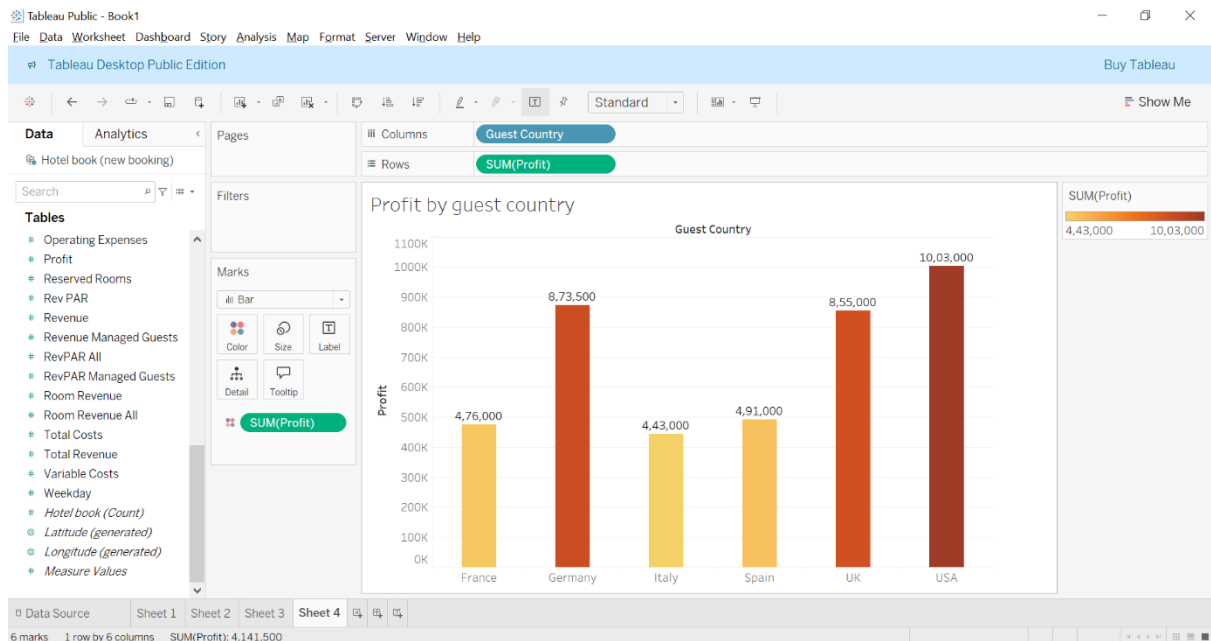 Tableau Public - Book1
File Data Worksheet Dashboard Story Analysis Map Format Server Window Help
Tableau Desktop Public Edition
Buy Tableau
Standard
Show Me
Data Analytics
Hotel book (new booking)
Search
Tables
Operating Expenses
Profit
Reserved Rooms
Rev PAR
Revenue
Revenue Managed Guests
RevPAR All
RevPAR Managed Guests
Room Revenue
Room Revenue All
Total Costs
Total Revenue
Variable Costs
Weekday
Hotel book (Count)
Latitude (generated)
Longitude (generated)
Measure Values
Pages
Filters
Marks
Bar
Color Size Label
Detail Tooltip
SUM(Profit)
Columns Guest Country
Rows SUM(Profit)
Profit by guest country
Guest Country
Profit
1100K
1000K
900K
800K
700K
600K
500K
400K
300K
200K
100K
0K
4,76,000
8,73,500
4,43,000
4,91,000
8,55,000
10,03,000
France Germany Italy Spain UK USA
SUM(Profit)
4,43,000 10,03,000
Data Source Sheet 1 Sheet 2 Sheet 3 Sheet 4
6 marks 1 row by 6 columns SUM(Profit): 4,141,500